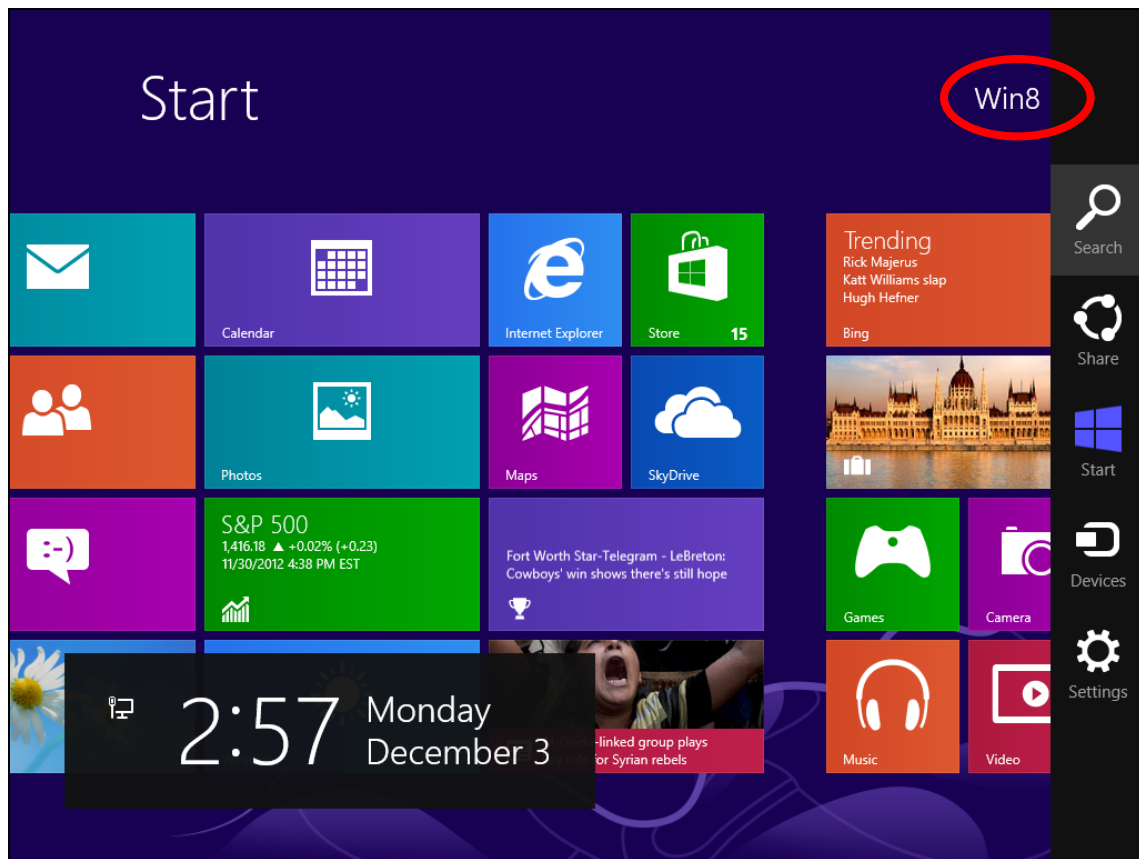 Start
Win8
Calendar
Internet Explorer
Store 15
Trending
Rick Majerus
Katt Williams slap
Hugh Hefner
Bing
Photos
Maps
SkyDrive
S&P 500
1,416.18 ▲ +0.02% (+0.23)
11/30/2012 4:38 PM EST
Fort Worth Star-Telegram - LeBreton:
Cowboys' win shows there's still hope
:-)
Games
Camera
2:57
Monday
December 3
-linked group plays
for Syrian rebels
Music
Video
Search
Share
Start
Devices
Settings